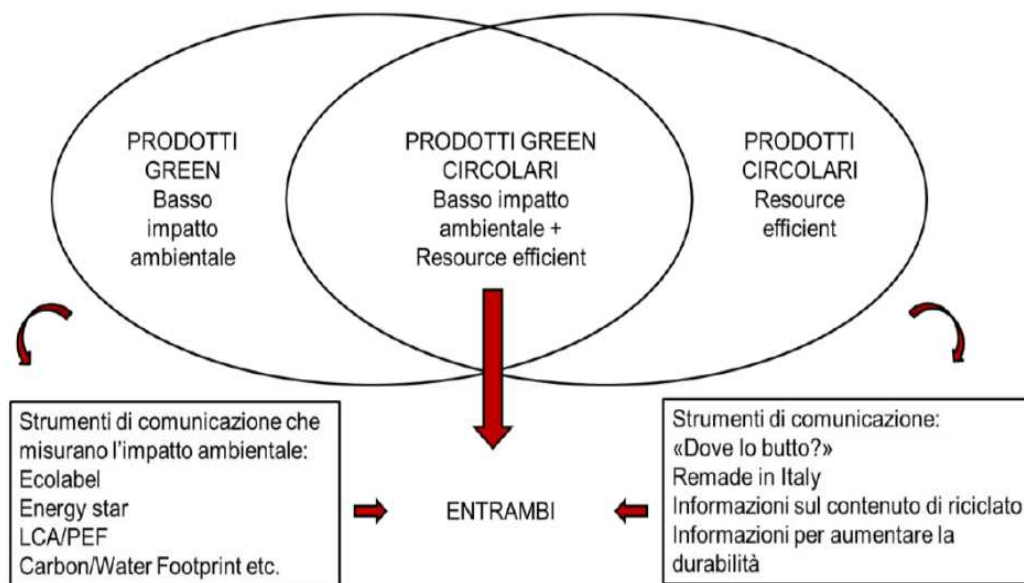 PRODOTTI
GREEN
Basso
impatto
ambientale
PRODOTTI GREEN
CIRCOLARI
Basso impatto
ambientale +
Resource efficient
PRODOTTI
CIRCOLARI
Resource
efficient
Strumenti di comunicazione che
misurano l'impatto ambientale:
Ecolabel
Energy star
LCA/PEF
Carbon/Water Footprint etc.
ENTRAMBI
Strumenti di comunicazione:
«Dove lo butto?»
Remade in Italy
Informazioni sul contenuto di riciclato
Informazioni per aumentare la
durabilità